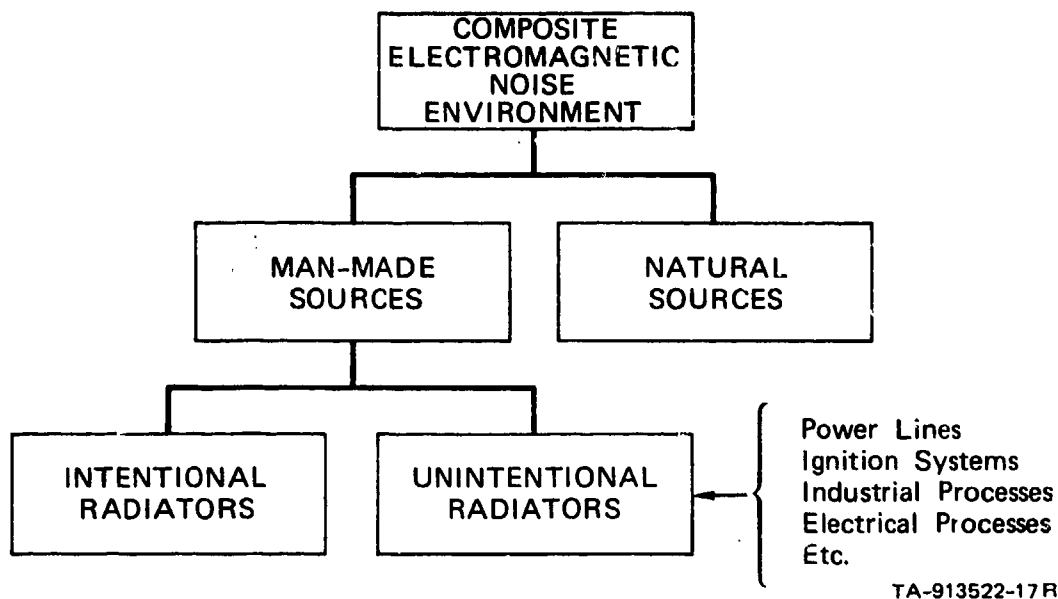 COMPOSITE
ELECTROMAGNETIC
NOISE
ENVIRONMENT
MAN-MADE
SOURCES
NATURAL
SOURCES
INTENTIONAL
RADIATORS
UNINTENTIONAL
RADIATORS
Power Lines
Ignition Systems
Industrial Processes
Electrical Processes
Etc.
TA-913522-17R